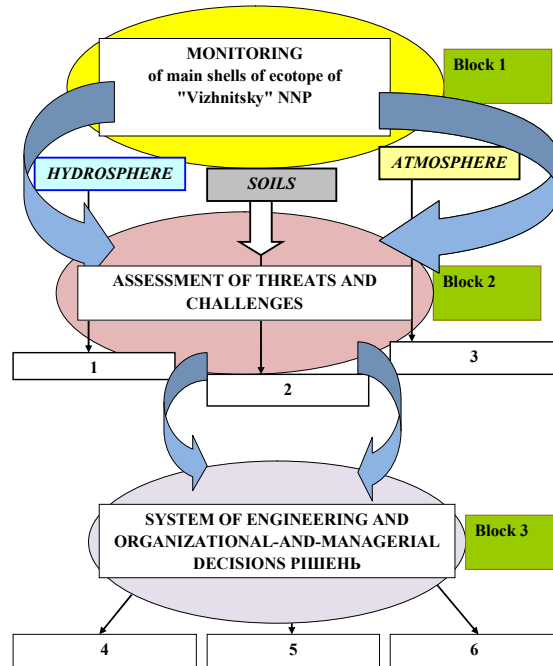 MONITORING
of main shells of ecotope of
"Vizhnitsky" NNP
Block 1
HYDROSPHERE
SOILS
ATMOSPHERE
ASSESSMENT OF THREATS AND
CHALLENGES
Block 2
1
2
3
SYSTEM OF ENGINEERING AND
ORGANIZATIONAL-AND-MANAGERIAL
DECISIONS РІШЕНЬ
Block 3
4
5
6